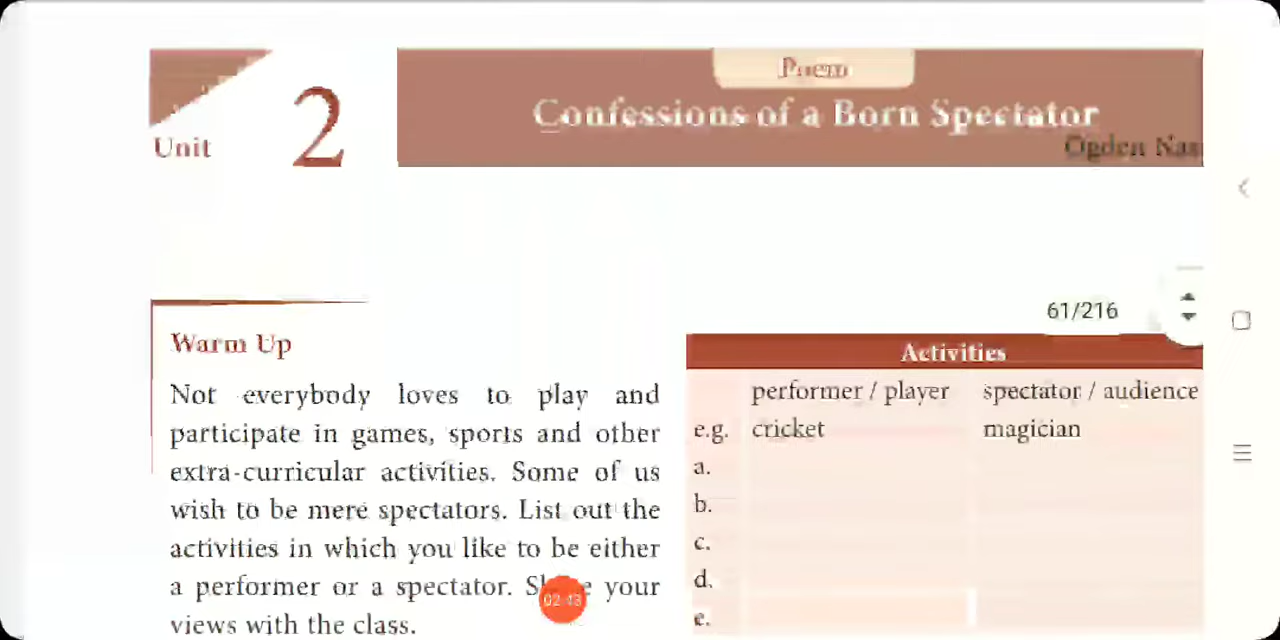 Poem
Confessions of a Born Spectator
Unit 2
Ogden Nas
61/216
Warm Up
Not everybody loves to play and
participate in games, sports and other
extra-curricular activities. Some of us
wish to be mere spectators. List out the
activities in which you like to be either
a performer or a spectator. your
views with the class.
Activities
performer / player spectator / audience
e.g. cricket magician
a.
b.
c.
d.
e.
02:43